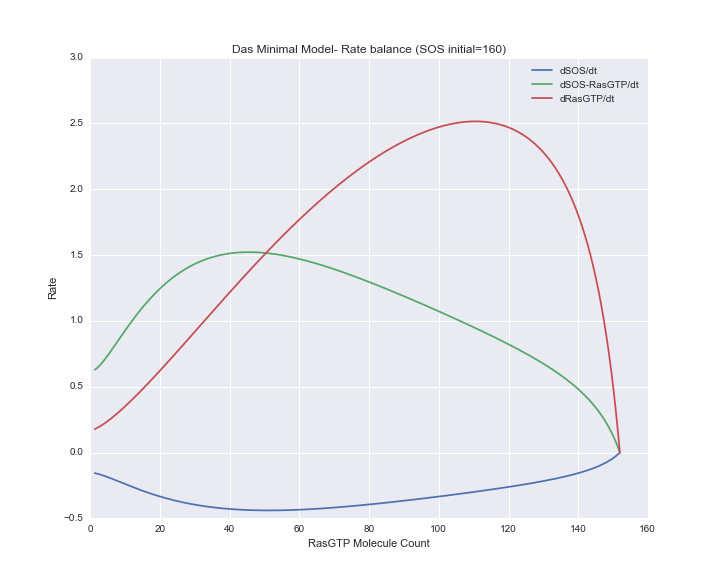 Das Minimal Model- Rate balance (SOS initial=160)
3.0
2.5
2.0
1.5
1.0
0.5
0.0
−0.5
Rate
dSOS/dt
dSOS-RasGTP/dt
dRasGTP/dt
0 20 40 60 80 100 120 140 160
RasGTP Molecule Count